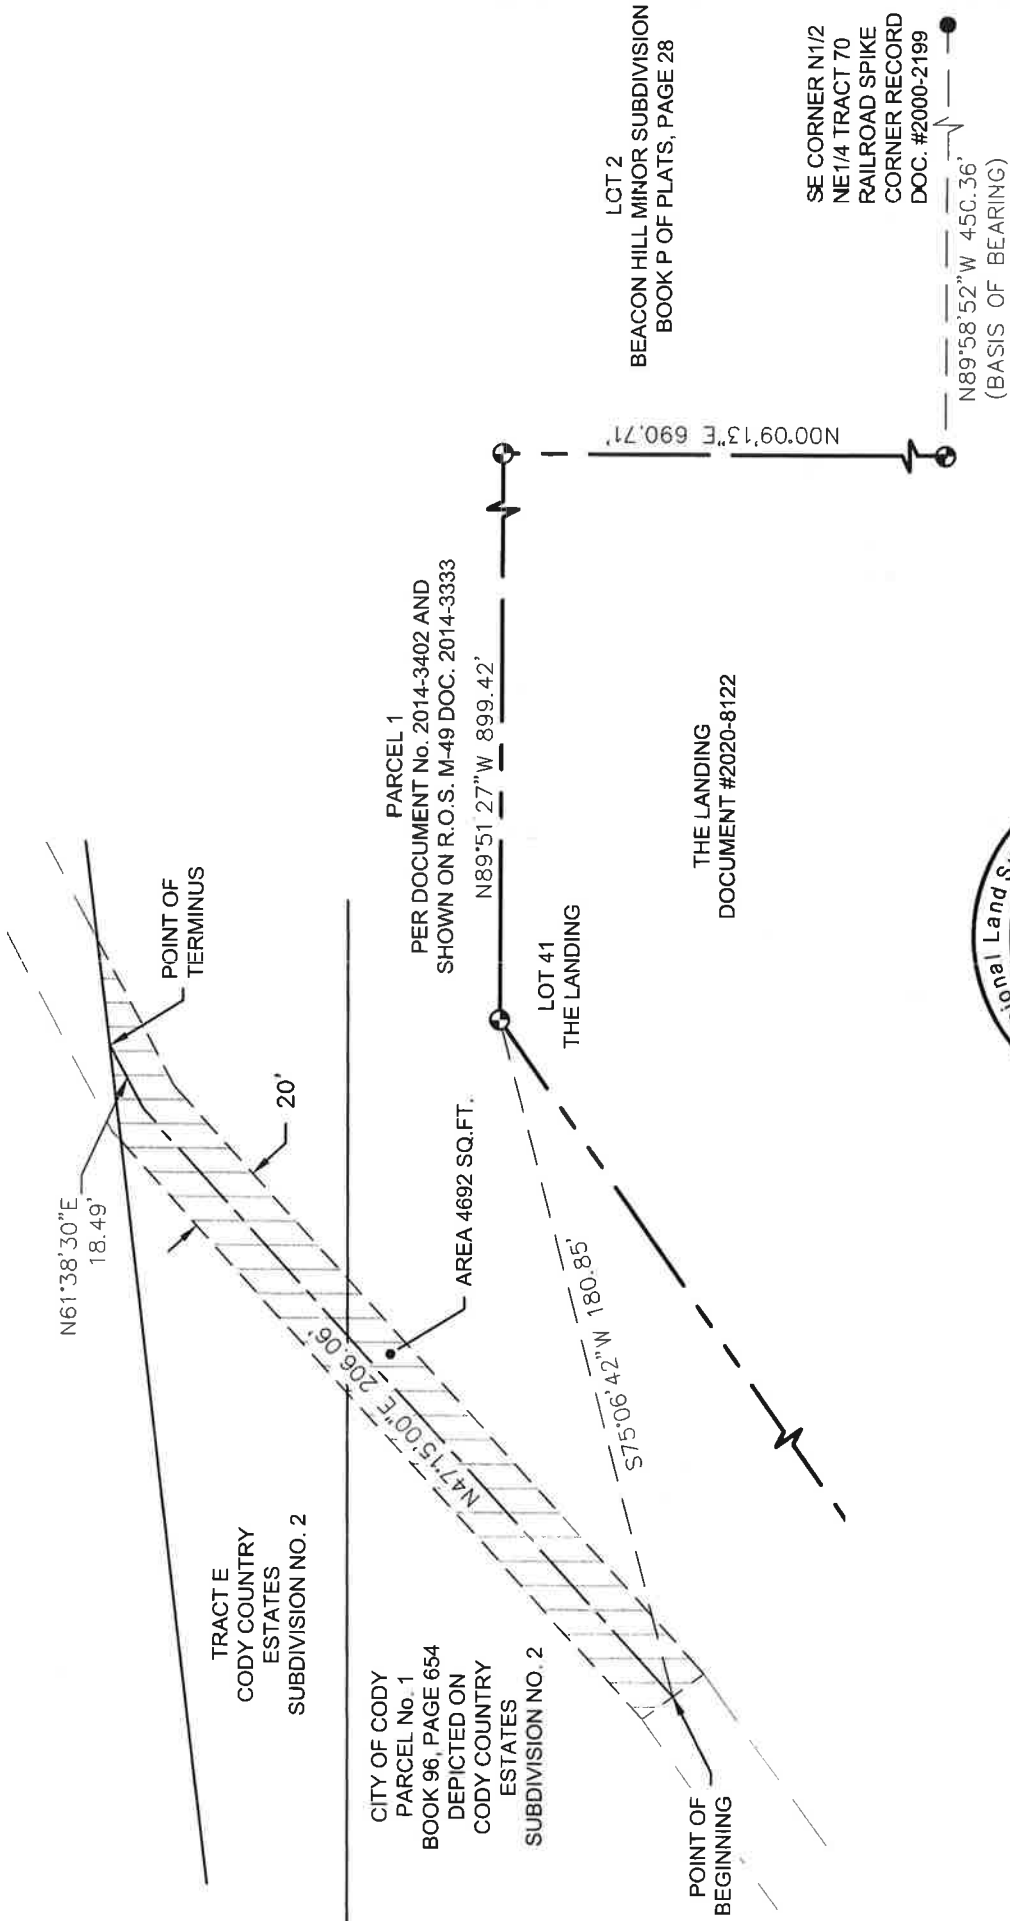 N61°38'30"E
18.49'
POINT OF
TERMINUS
20'
TRACT E
CODY COUNTRY
ESTATES
SUBDIVISION NO. 2
CITY OF CODY
PARCEL No. 1
BOOK 96, PAGE 654
DEPICTED ON
CODY COUNTRY
ESTATES
SUBDIVISION NO. 2
N47°15'00"E 206.06'
AREA 4692 SQ.FT.
POINT OF
BEGINNING
S75°06'42"W 180.85'
PARCEL 1
PER DOCUMENT No. 2014-3402 AND
SHOWN ON R.O.S. M-49 DOC. 2014-3333
N89°51'27"W 899.42'
LOT 41
THE LANDING
THE LANDING
DOCUMENT #2020-8122
LOT 2
BEACON HILL MINOR SUBDIVISION
BOOK P OF PLATS, PAGE 28
N00°09'13"E 690.71'
SE CORNER N1/2
NE1/4 TRACT 70
RAILROAD SPIKE
CORNER RECORD
DOC. #2000-2199
N89°58'52"W 450.36'
(BASIS OF BEARING)
Land